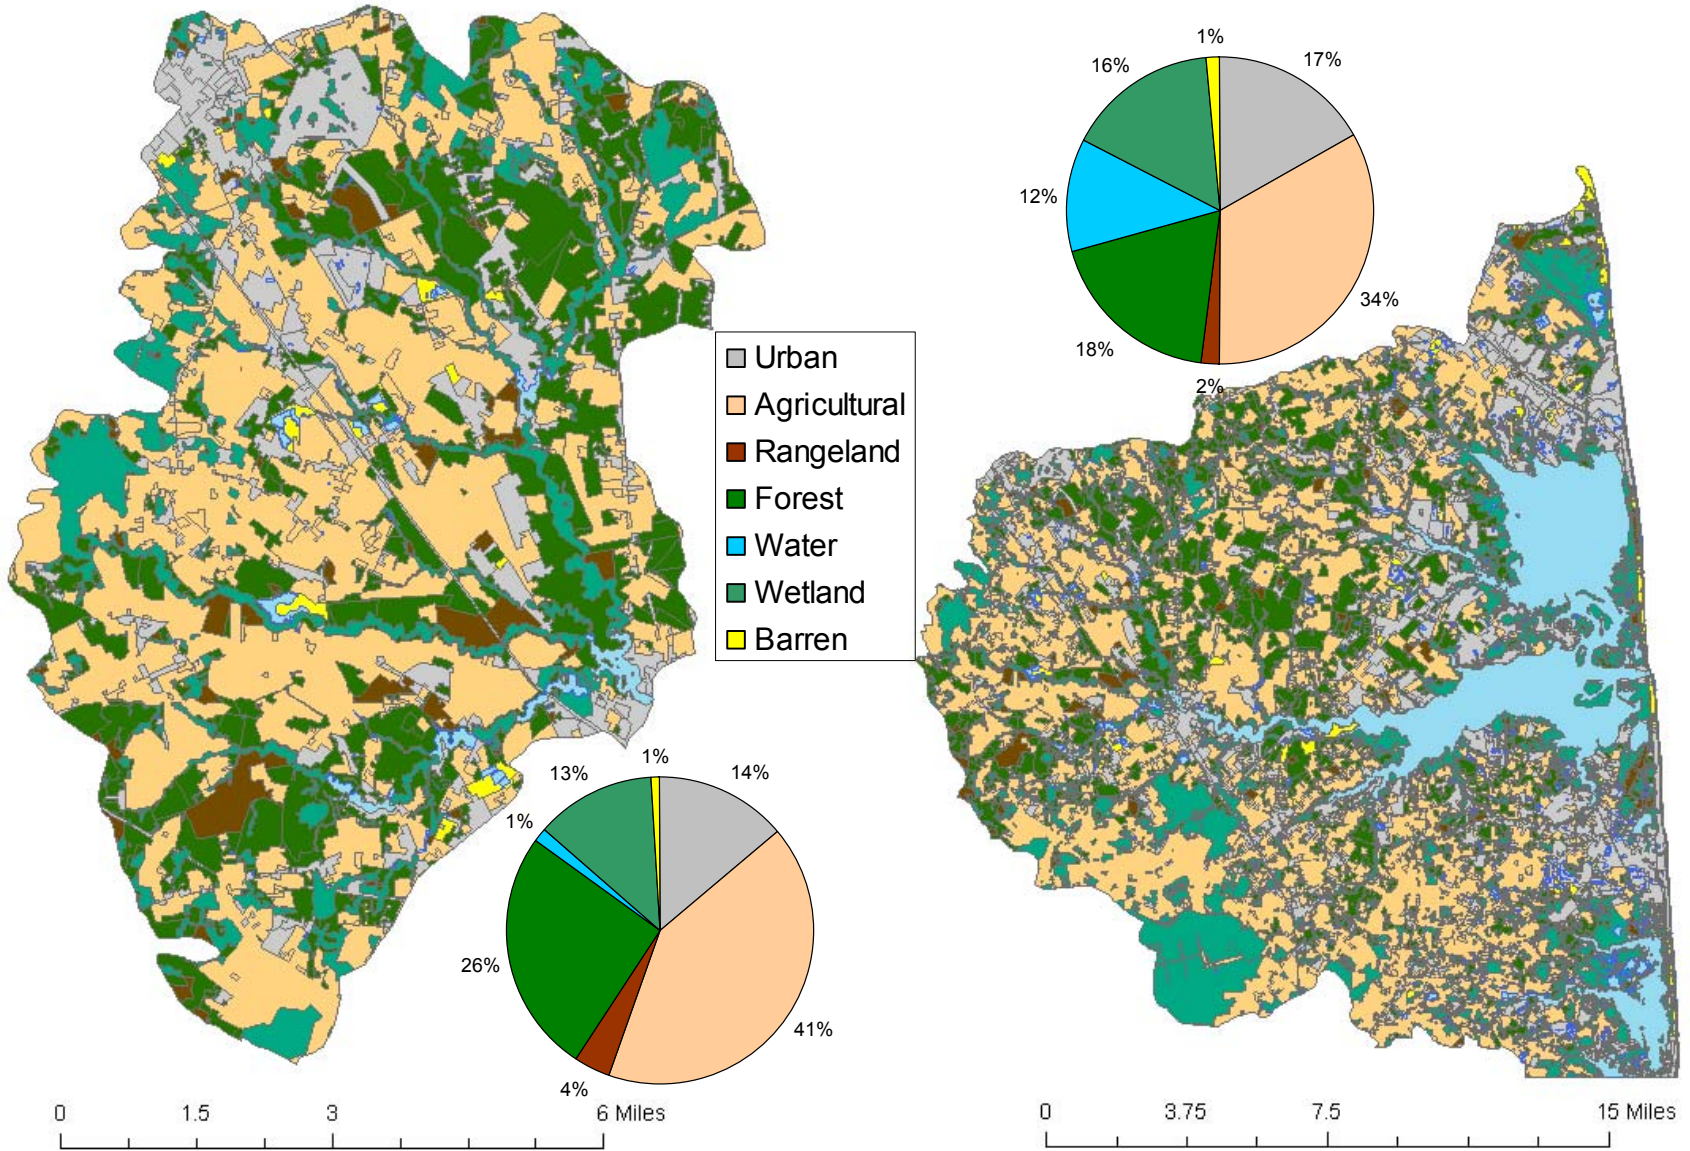 1%
16%
17%
12%
34%
18%
2%
Urban
Agricultural
Rangeland
Forest
Water
Wetland
Barren
1%
13%
14%
1%
26%
41%
4%
0 1.5 3 6 Miles
0 3.75 7.5 15 Miles